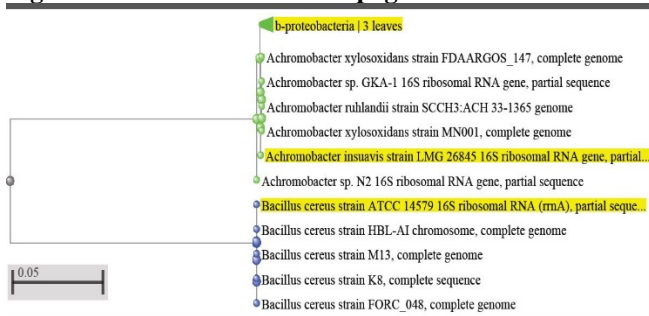 b-proteobacteria | 3 leaves
Achromobacter xylosoxidans strain FDAARGOS_147, complete genome
Achromobacter sp. GKA-1 16S ribosomal RNA gene, partial sequence
Achromobacter ruhlandii strain SCCH3:ACH 33-1365 genome
Achromobacter xylosoxidans strain MN001, complete genome
Achromobacter insuavis strain LMG 26845 16S ribosomal RNA gene, partial...
Achromobacter sp. N2 16S ribosomal RNA gene, partial sequence
Bacillus cereus strain ATCC 14579 16S ribosomal RNA (rrnA), partial seque...
Bacillus cereus strain HBL-AI chromosome, complete genome
Bacillus cereus strain M13, complete genome
Bacillus cereus strain K8, complete sequence
Bacillus cereus strain FORC_048, complete genome
0.05